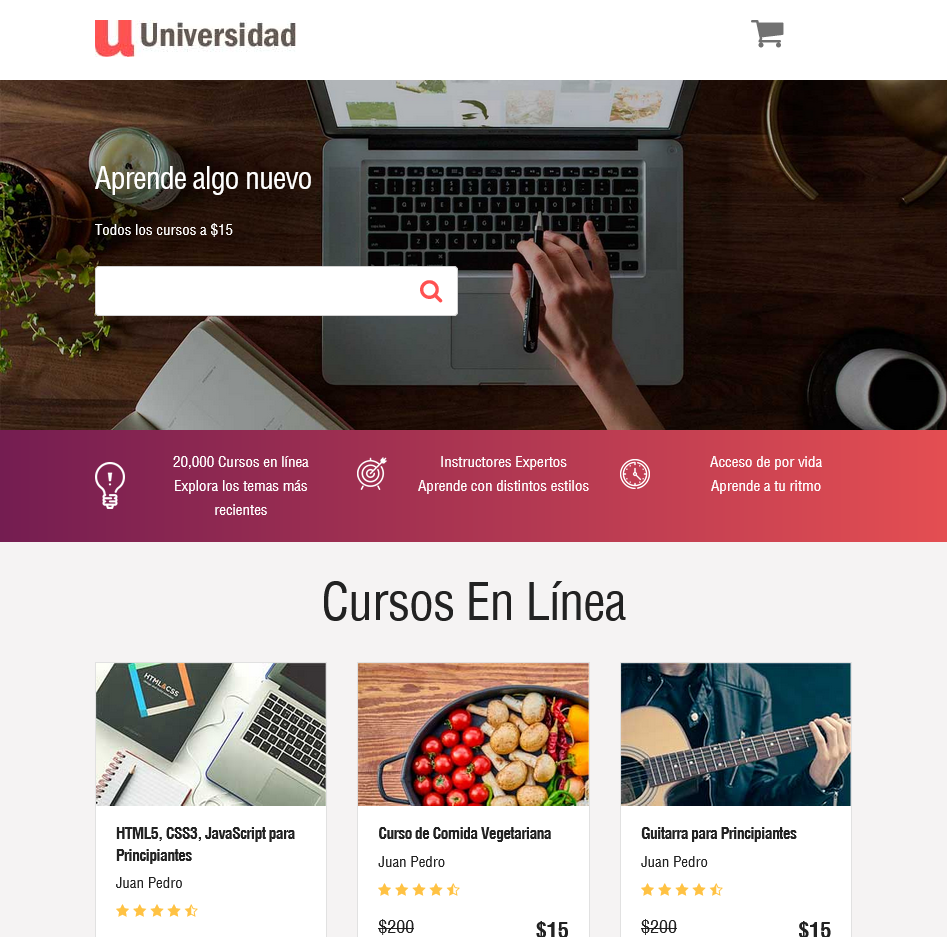 Universidad
Aprende algo nuevo
Todos los cursos a $15
20,000 Cursos en línea
Explora los temas más
recientes
Instructores Expertos
Aprende con distintos estilos
Acceso de por vida
Aprende a tu ritmo
Cursos En Línea
HTML&CSS
HTML5, CSS3, JavaScript para
Principiantes
Juan Pedro
Curso de Comida Vegetariana
Juan Pedro
$200 $15
Guitarra para Principiantes
Juan Pedro
$200 $15